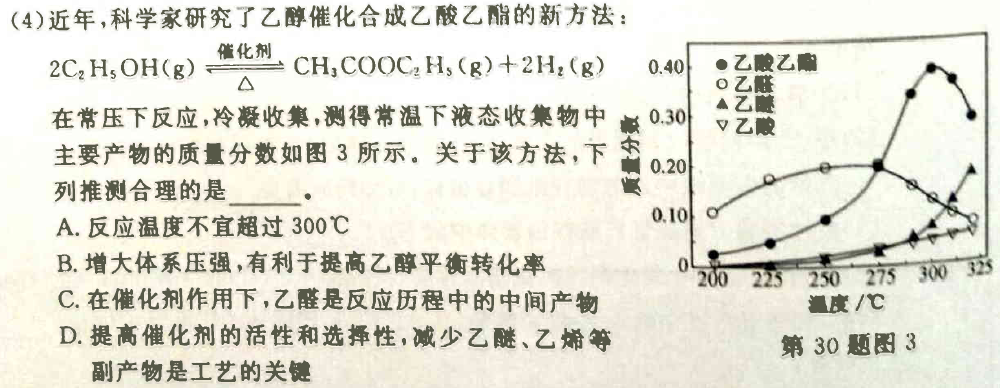 (4)近年,科学家研究了乙醇催化合成乙酸乙酯的新方法:
催化剂
2C₂H₅OH(g) ⇌ CH₃COOC₂H₅(g)+2H₂(g)
△
在常压下反应,冷凝收集,测得常温下液态收集物中
主要产物的质量分数如图3所示。关于该方法,下
列推测合理的是______。
A. 反应温度不宜超过300℃
B. 增大体系压强,有利于提高乙醇平衡转化率
C. 在催化剂作用下,乙醛是反应历程中的中间产物
D. 提高催化剂的活性和选择性,减少乙醚、乙烯等
副产物是工艺的关键
质量分数
0.40
0.30
0.20
0.10
0
●乙酸乙酯
○乙醛
▲乙醚
▽乙酸
200 225 250 275 300 325
温度/℃
第30题图3